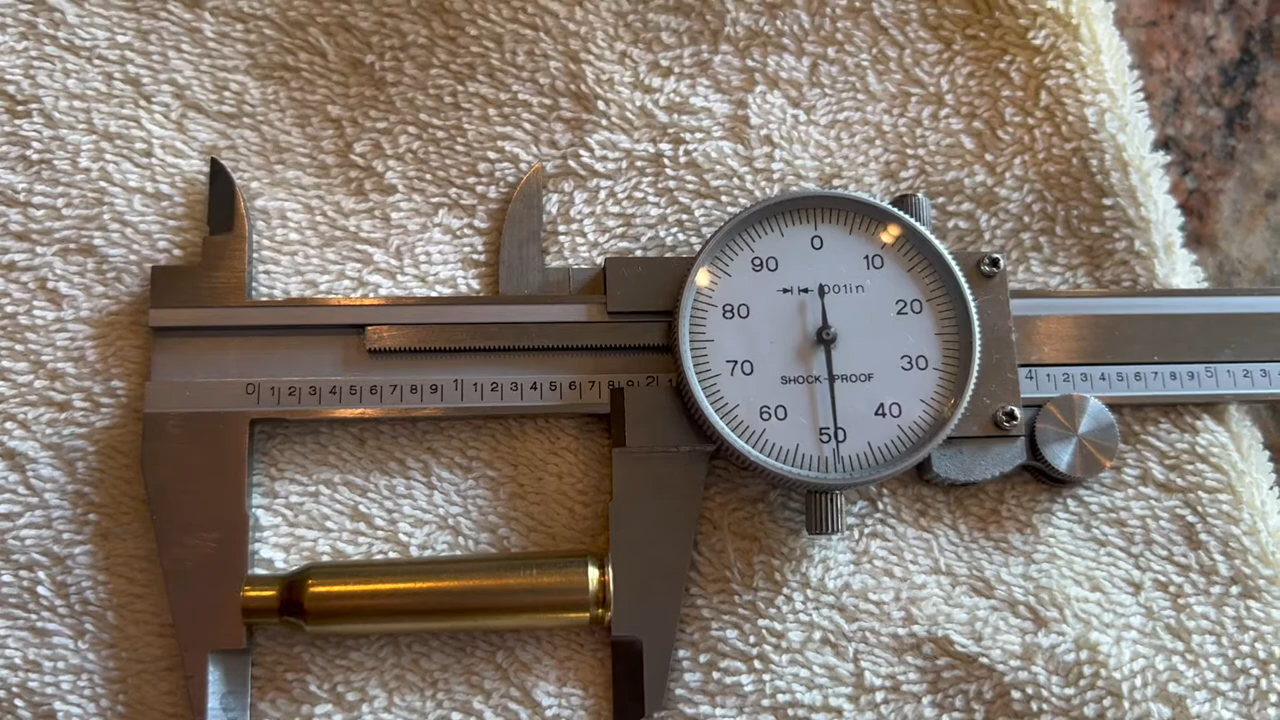 0
90 10
.001in
80 20
70 30
SHOCK-PROOF
60 40
50
0 1 2 3 4 5 6 7 8 9 1 1 2 3 4 5 6 7 8 9 2 1
4 1 2 3 4 5 6 7 8 9 5 1 2 3